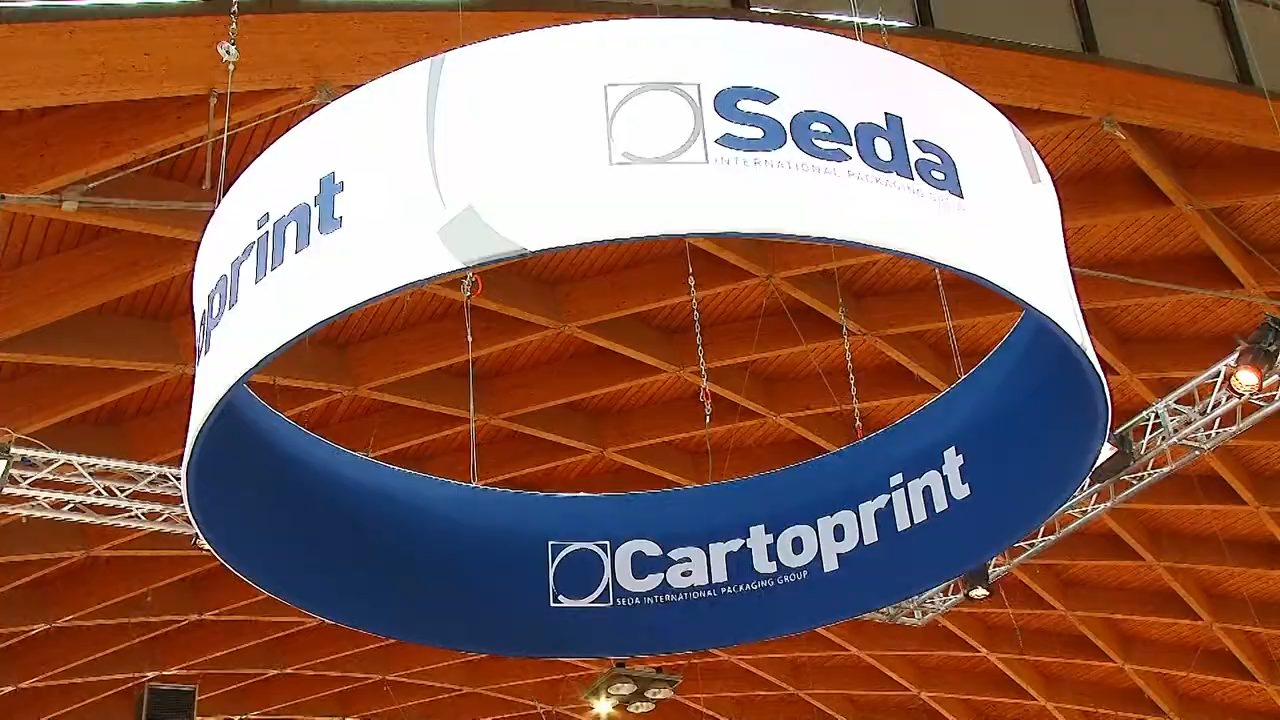 Seda
INTERNATIONAL PACKAGING GROUP
print
Cartoprint
SEDA INTERNATIONAL PACKAGING GROUP